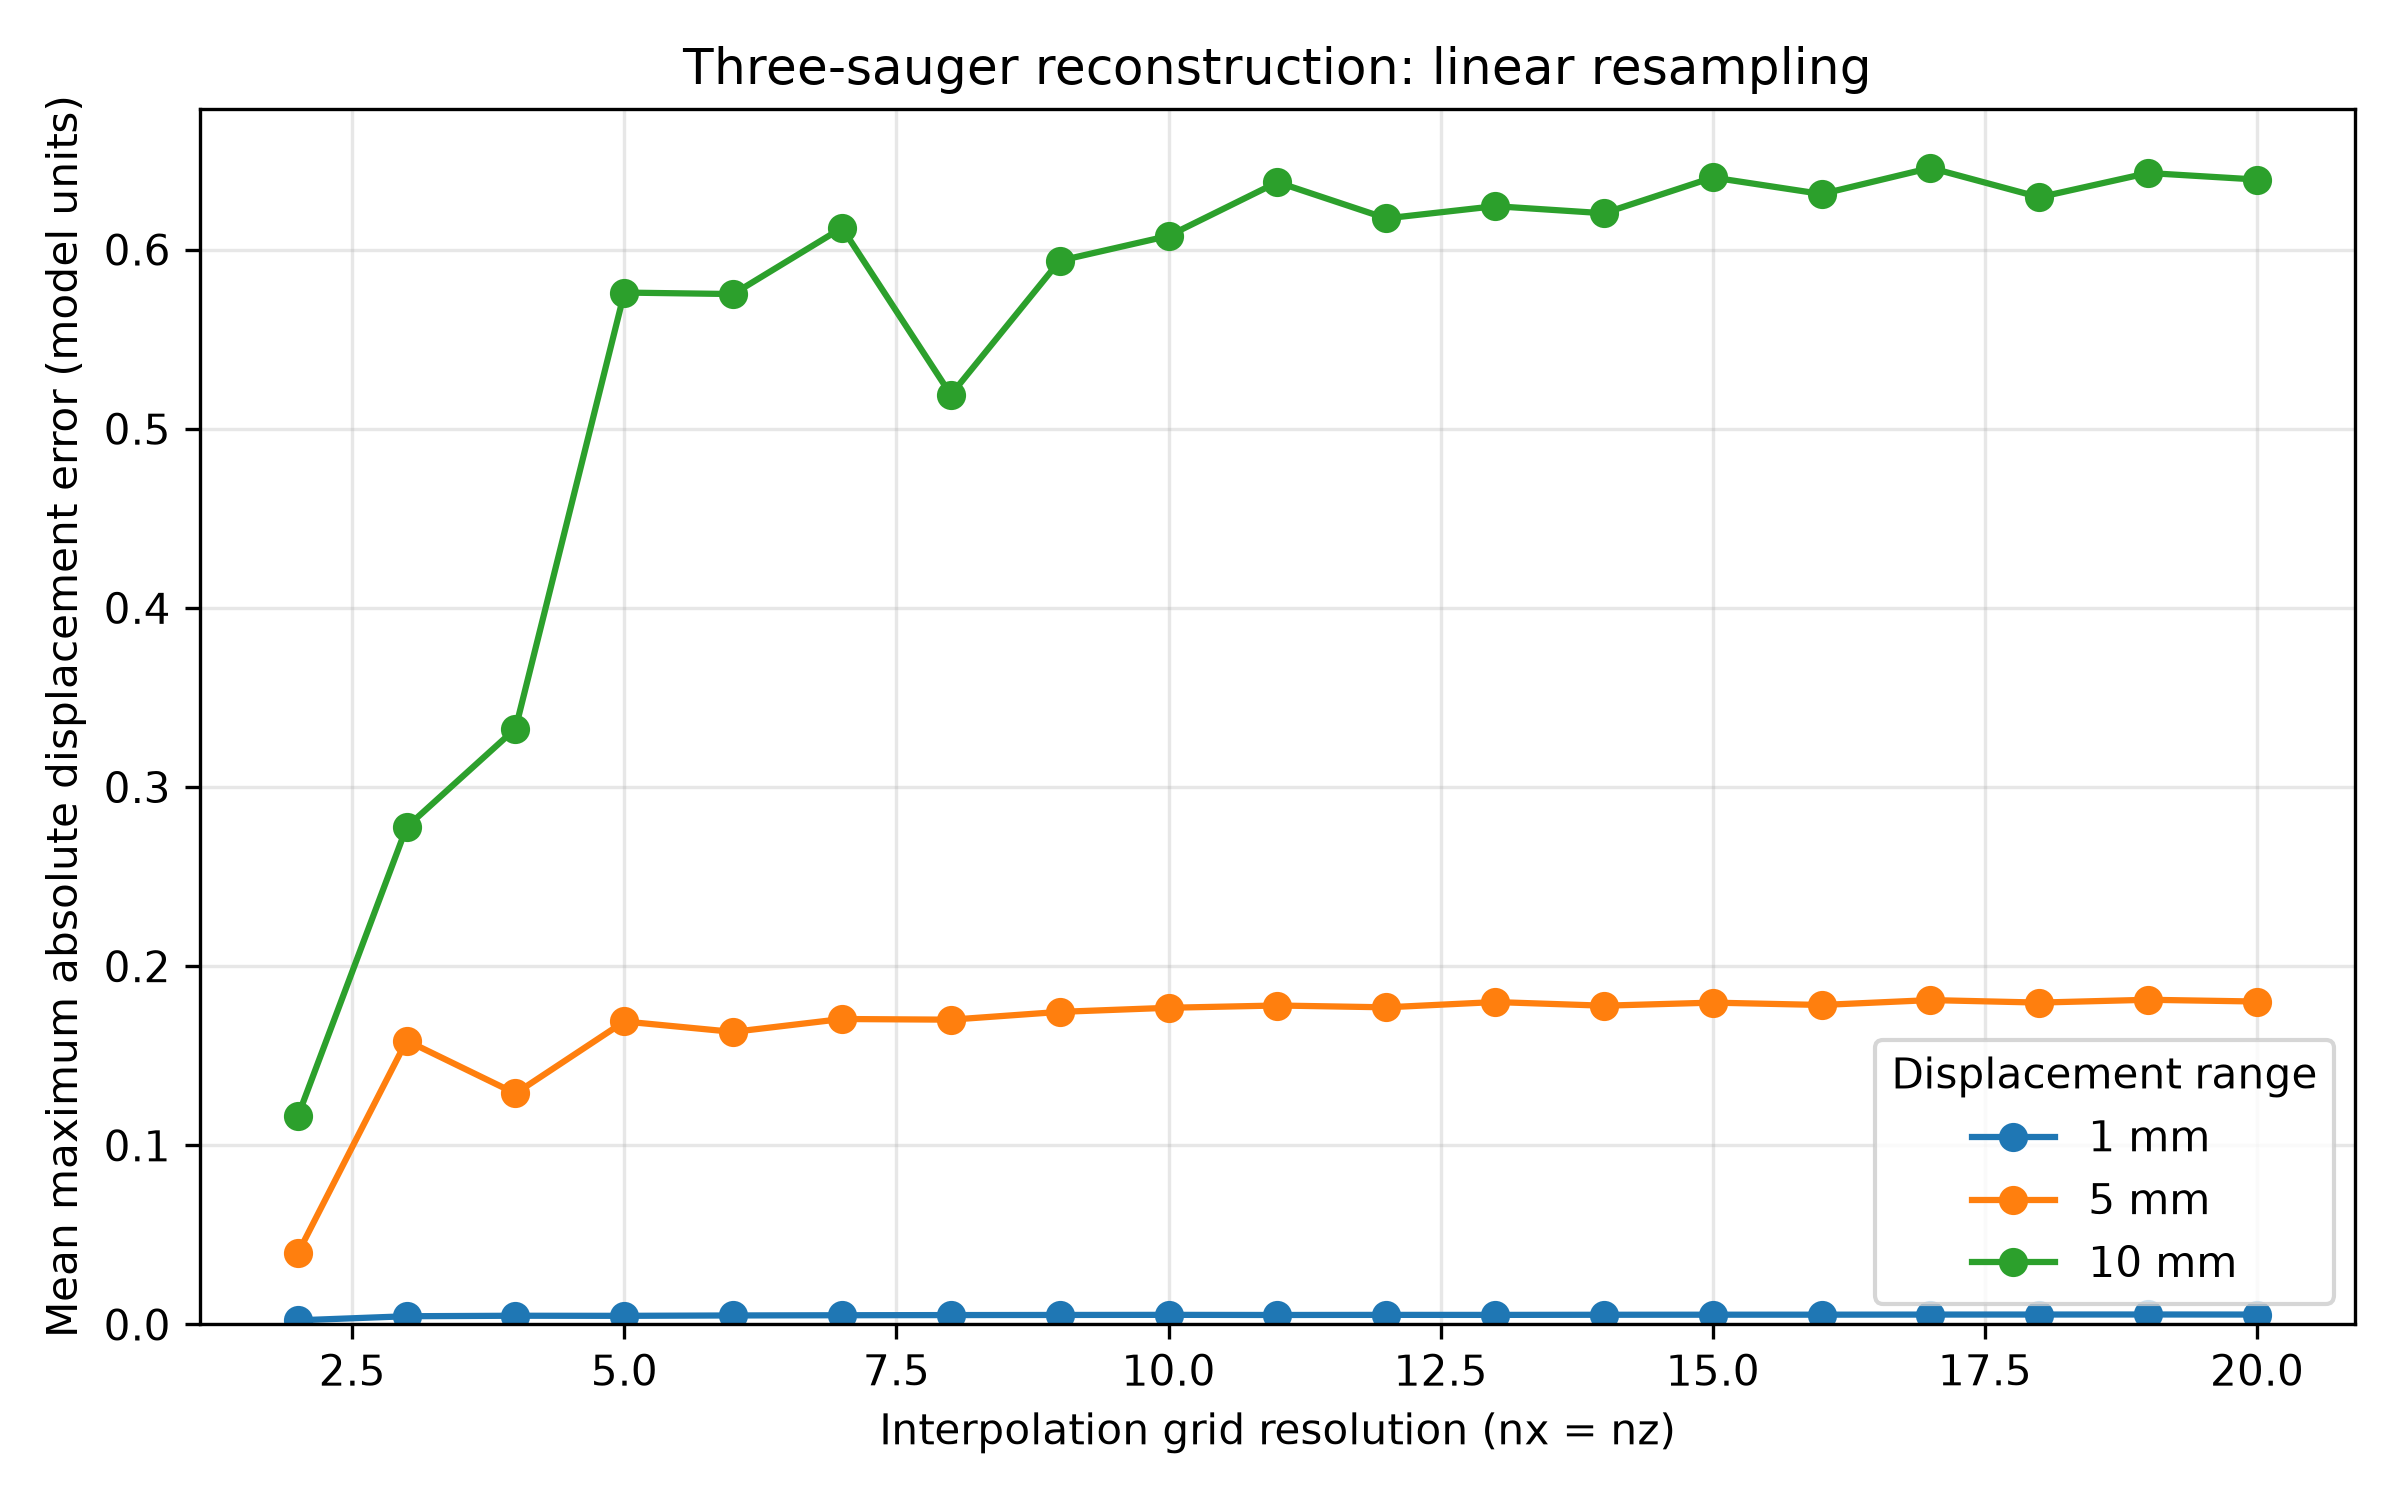 Three-sauger reconstruction: linear resampling
Mean maximum absolute displacement error (model units)
0.6
0.5
0.4
0.3
0.2
0.1
0.0
Displacement range
1 mm
5 mm
10 mm
2.5 5.0 7.5 10.0 12.5 15.0 17.5 20.0
Interpolation grid resolution (nx = nz)